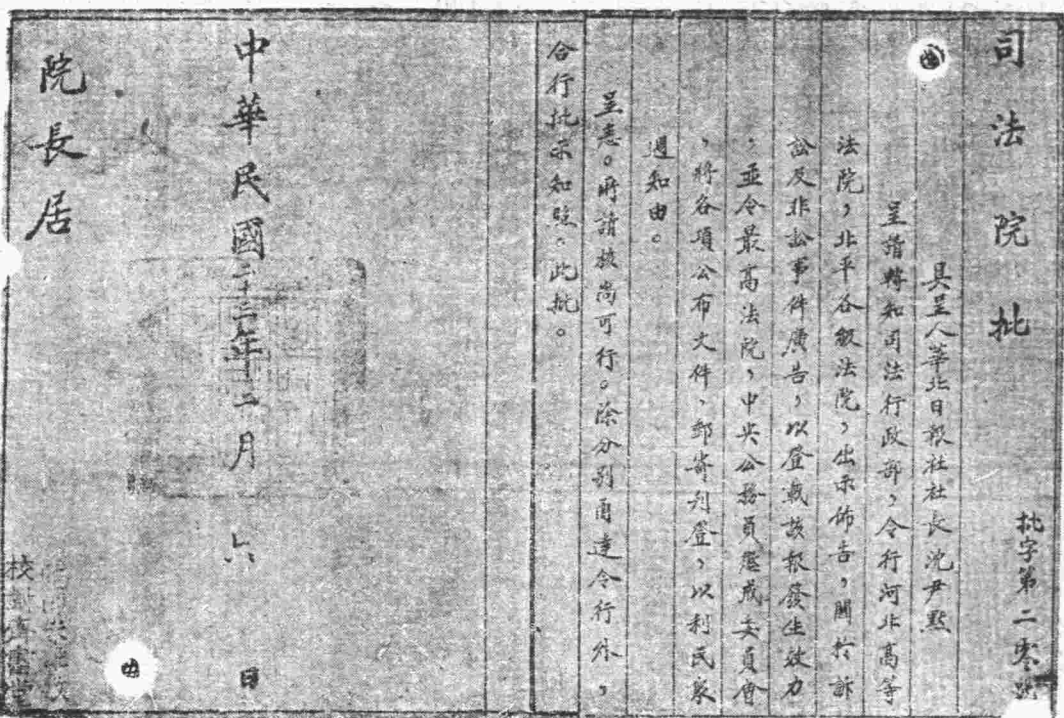 司法院批
批字第二零號
具呈人華北日報社社長沈尹默
呈請轉知司法行政部，令行河北高等
法院，北平各級法院，出示佈告，關於訴
訟及非訟事件廣告，以登載該報發生效力
，並令最高法院，中央公務員懲戒委員會
，將各項公布文件，郵寄刊登，以利民衆
週知由。
呈悉。所請核尚可行。除分別函達令行外，
合行批示知照。此批。
中華民國二十三年十二月六日
院長居
校對